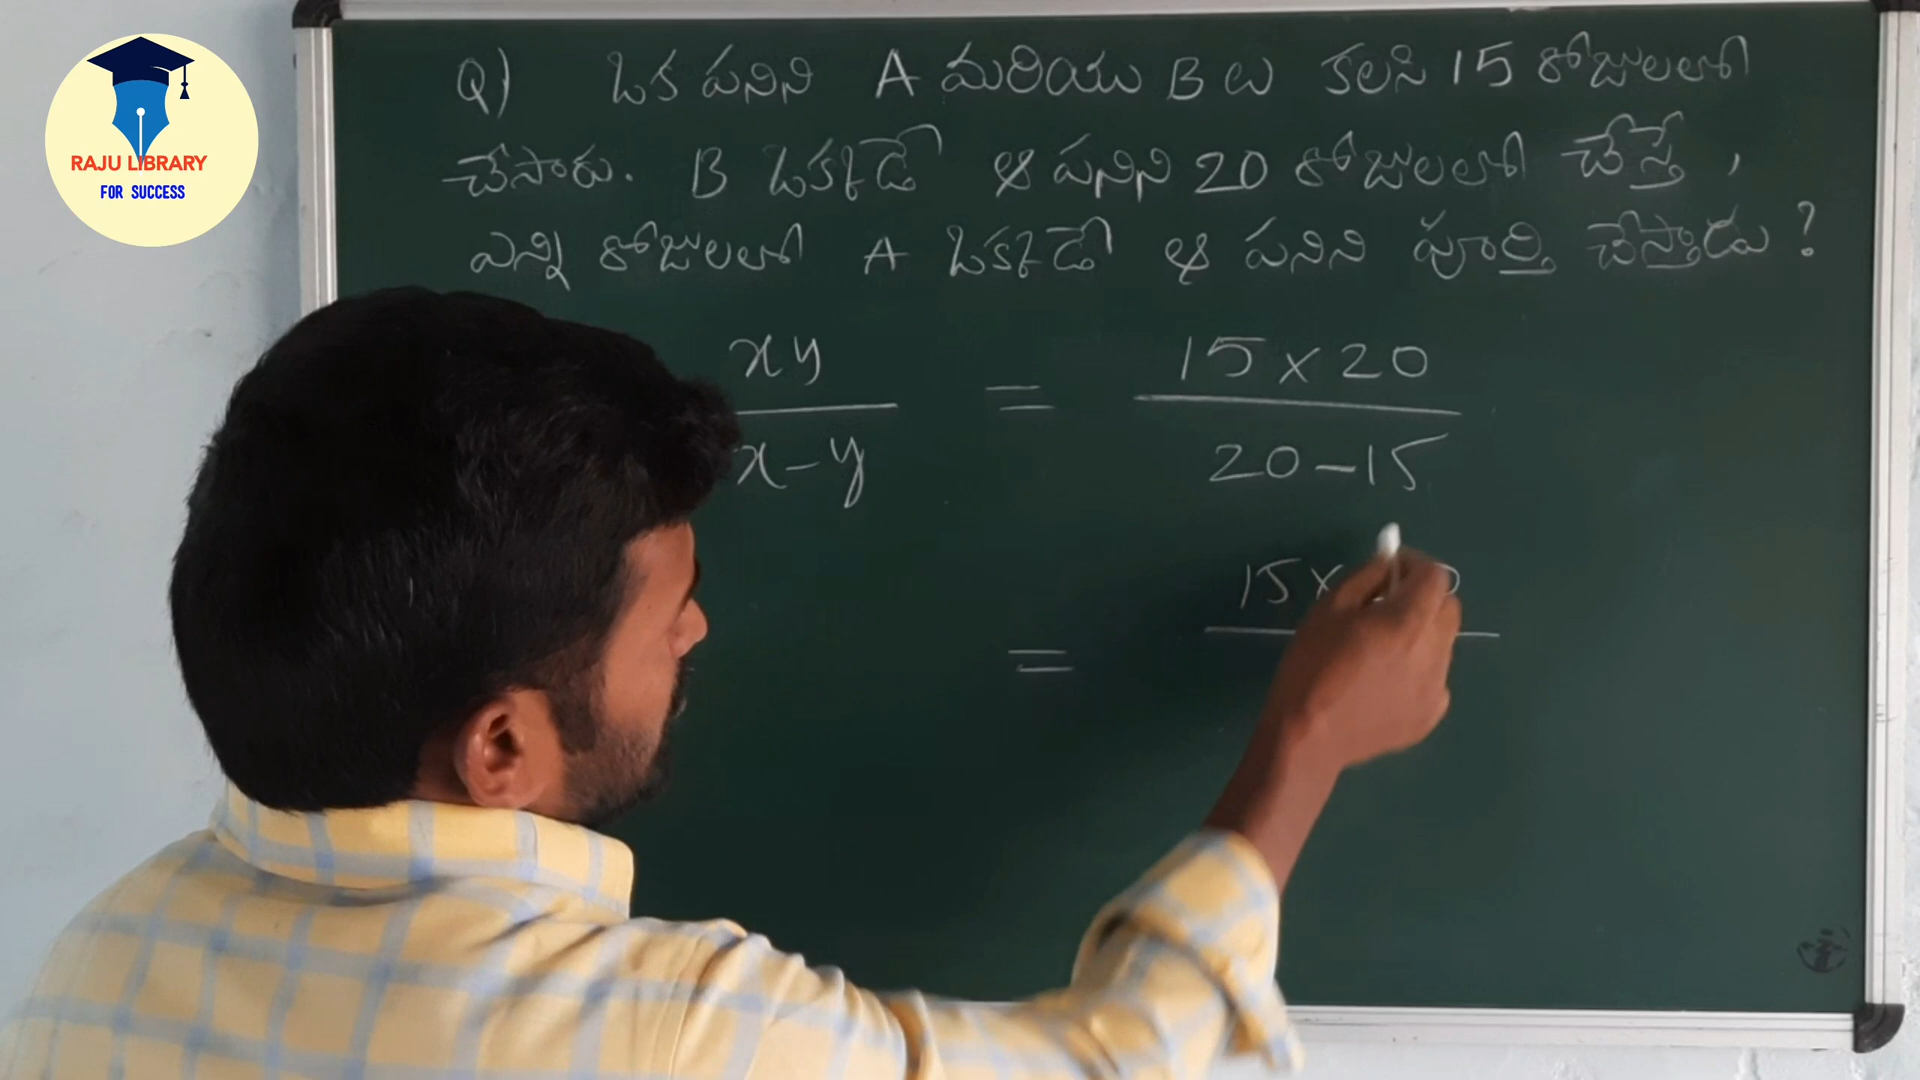 RAJU LIBRARY
FOR SUCCESS
Q) ఒక పనిని A మరియు B లు కలసి 15 రోజులలో
చేసారు. B ఒక్కడే ఆ పనిని 20 రోజులలో చేస్తే ,
ఎన్ని రోజులలో A ఒక్కడే ఆ పనిని పూర్తి చేస్తాడు ?
xy / x-y = 15 x 20 / 20-15
= 15 x